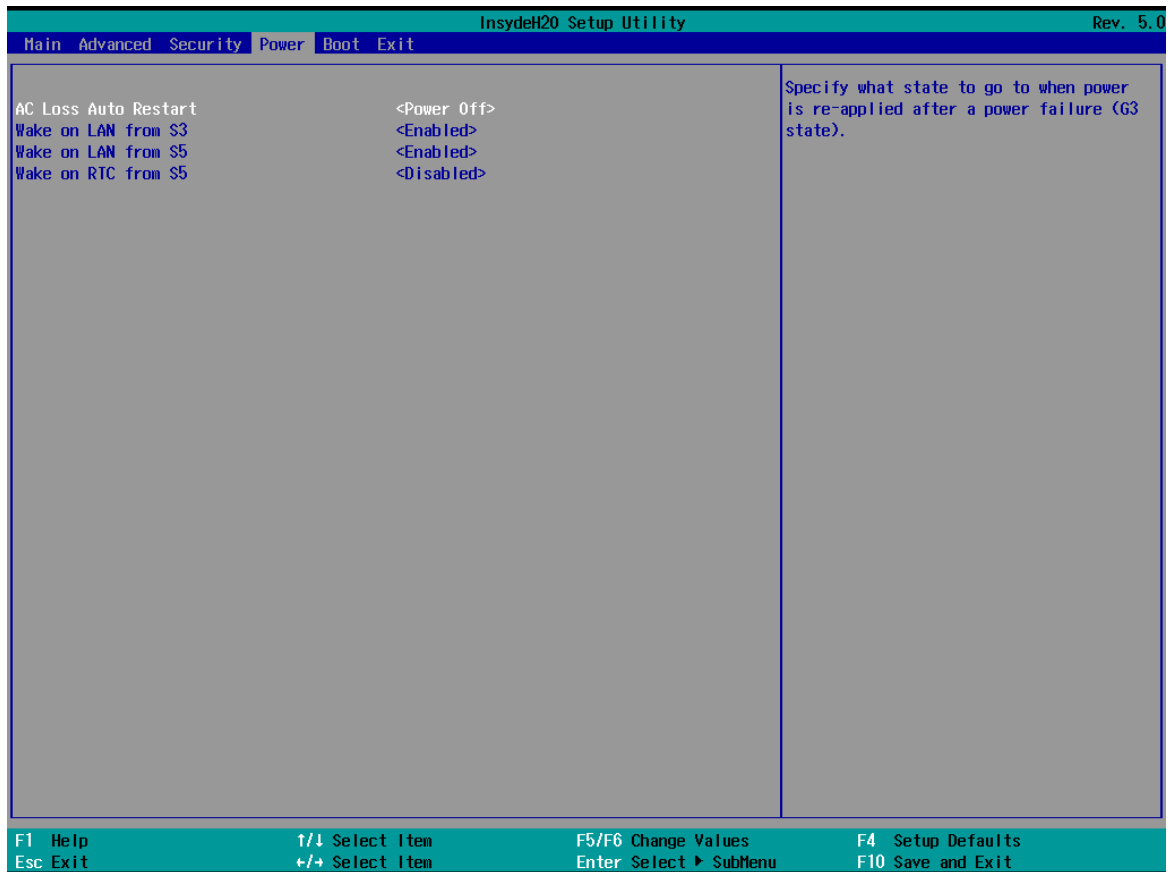 InsydeH20 Setup Utility Rev. 5.0
Main Advanced Security Power Boot Exit
AC Loss Auto Restart <Power Off>
Wake on LAN from S3 <Enabled>
Wake on LAN from S5 <Enabled>
Wake on RTC from S5 <Disabled>
Specify what state to go to when power
is re-applied after a power failure (G3
state).
F1 Help ↑/↓ Select Item F5/F6 Change Values F4 Setup Defaults
Esc Exit ←/→ Select Item Enter Select ▶ SubMenu F10 Save and Exit